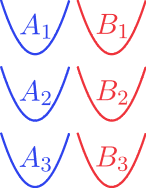 A₁ B₁
A₂ B₂
A₃ B₃